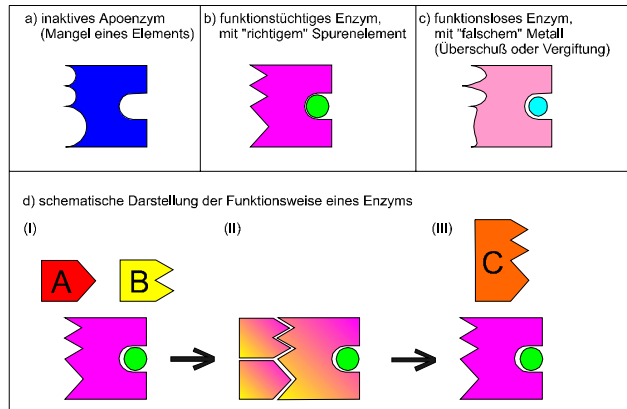 a) inaktives Apoenzym
(Mangel eines Elements)
b) funktionstüchtiges Enzym,
mit "richtigem" Spurenelement
c) funktionsloses Enzym,
mit "falschem" Metall
(Überschuß oder Vergiftung)
d) schematische Darstellung der Funktionsweise eines Enzyms
(I)
(II)
(III)
A
B
C